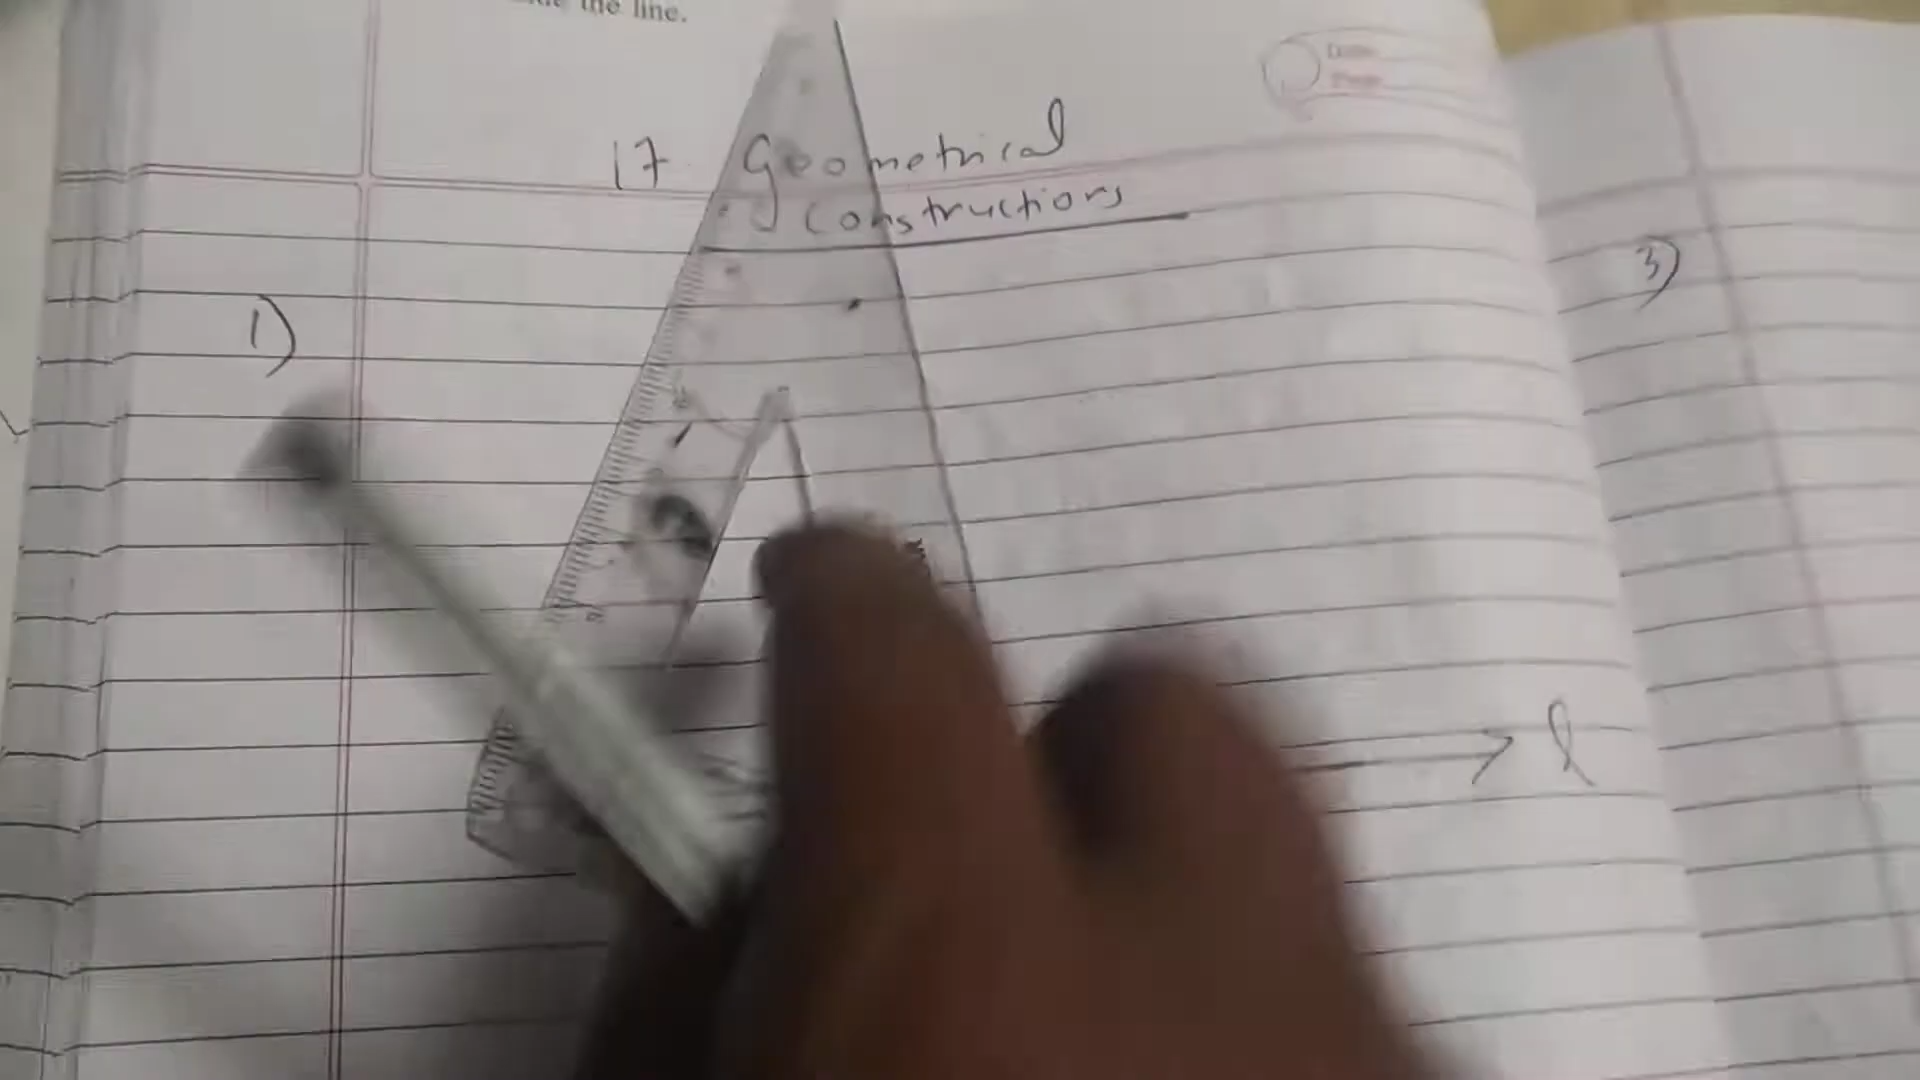 the line.
17 Geometrical
Constructions
1)
3)
l